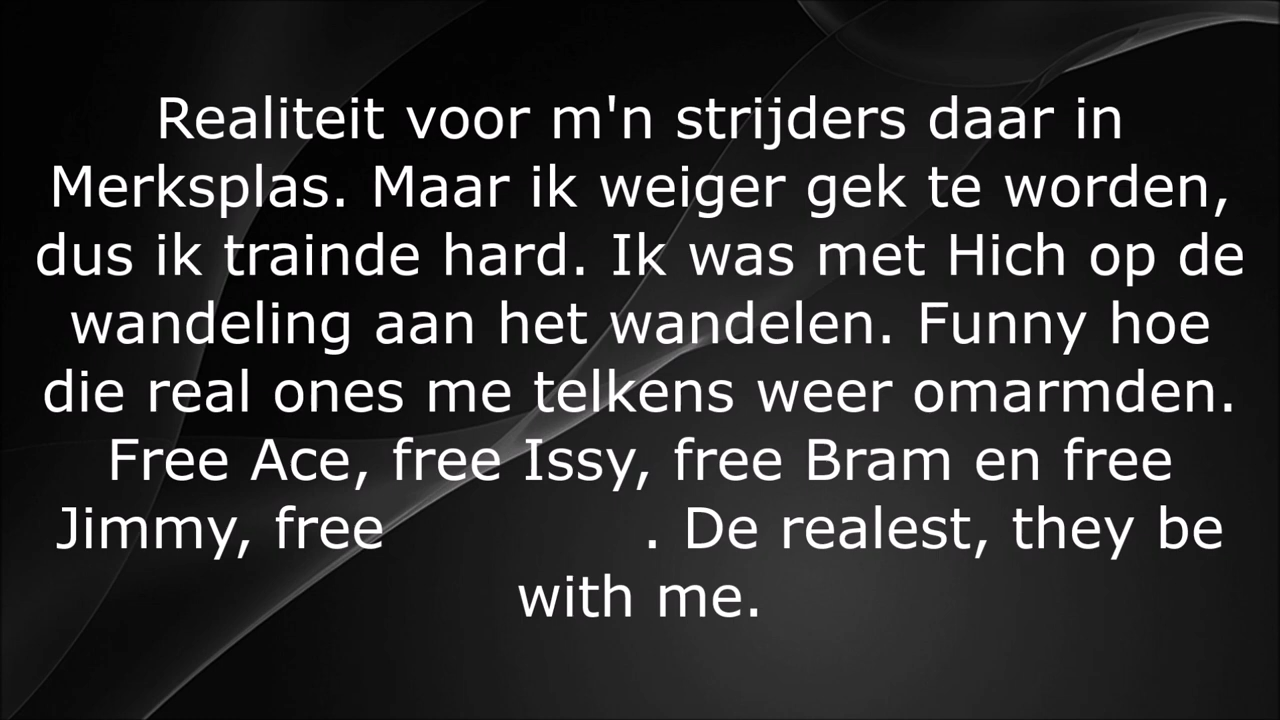 Realiteit voor m'n strijders daar in
Merksplas. Maar ik weiger gek te worden,
dus ik trainde hard. Ik was met Hich op de
wandeling aan het wandelen. Funny hoe
die real ones me telkens weer omarmden.
Free Ace, free Issy, free Bram en free
Jimmy, free . De realest, they be
with me.